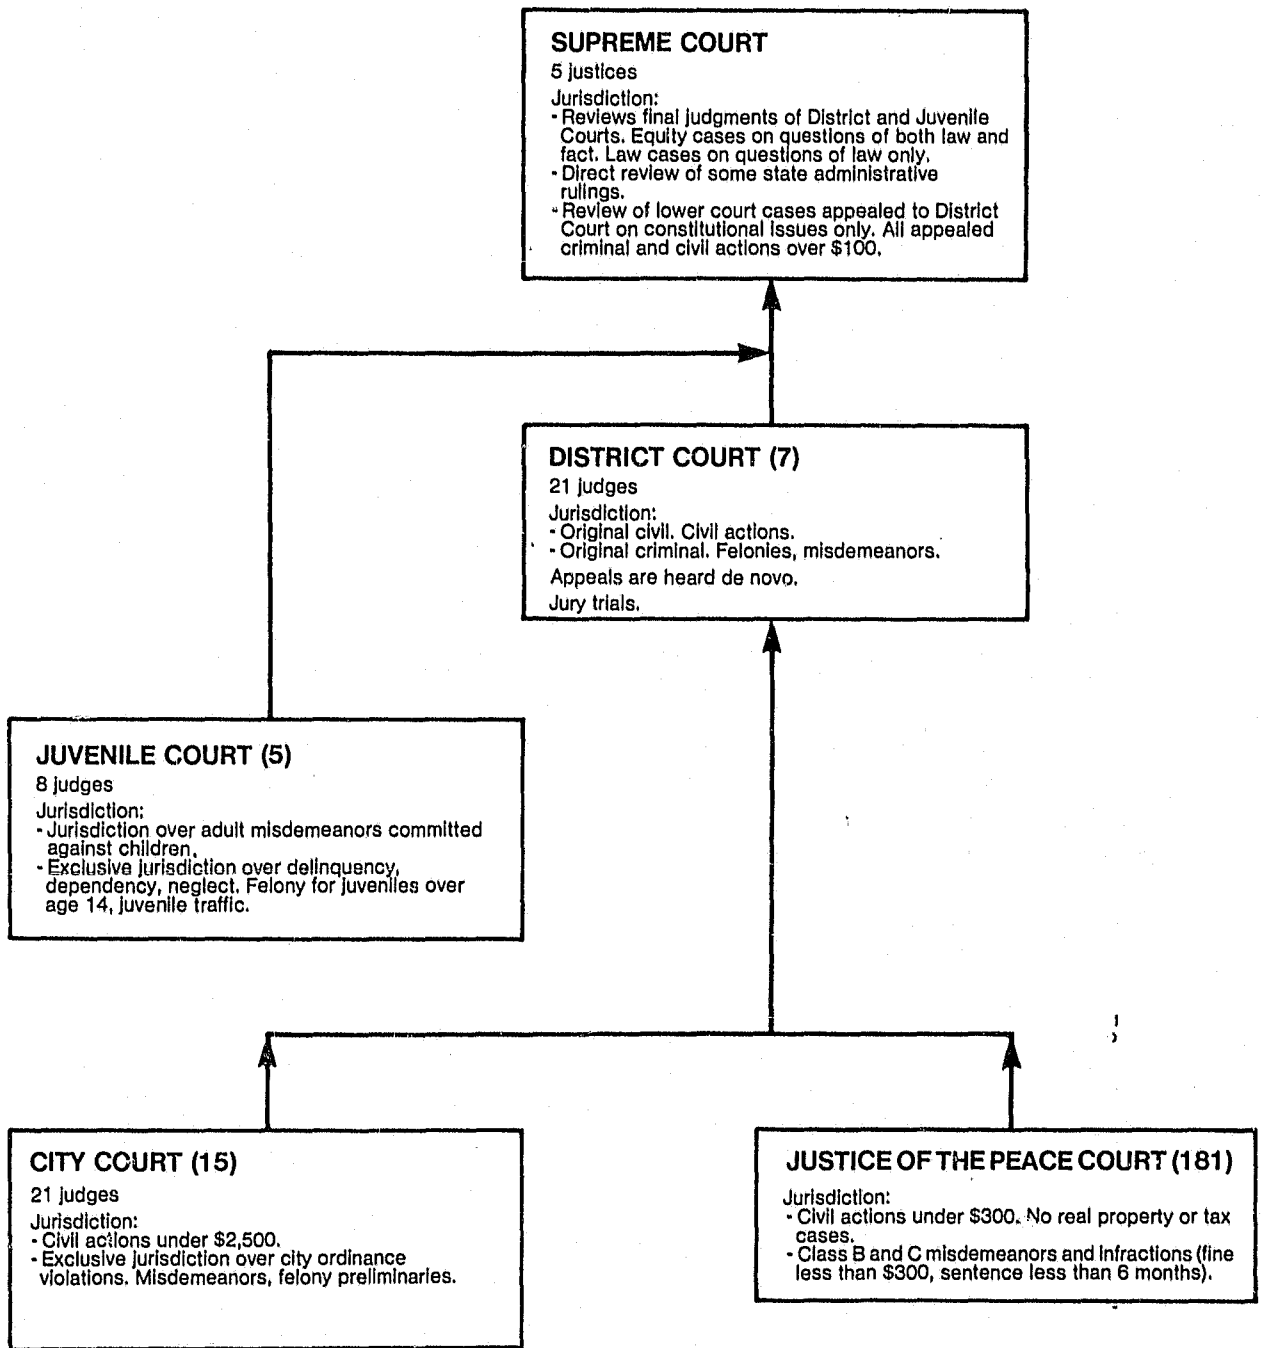 SUPREME COURT
5 justices
Jurisdiction:
- Reviews final judgments of District and Juvenile
Courts. Equity cases on questions of both law and
fact. Law cases on questions of law only.
- Direct review of some state administrative
rulings.
- Review of lower court cases appealed to District
Court on constitutional issues only. All appealed
criminal and civil actions over $100.
DISTRICT COURT (7)
21 judges
Jurisdiction:
- Original civil. Civil actions.
- Original criminal. Felonies, misdemeanors.
Appeals are heard de novo.
Jury trials.
JUVENILE COURT (5)
8 judges
Jurisdiction:
- Jurisdiction over adult misdemeanors committed
against children.
- Exclusive jurisdiction over delinquency,
dependency, neglect. Felony for juveniles over
age 14, juvenile traffic.
CITY COURT (15)
21 judges
Jurisdiction:
- Civil actions under $2,500.
- Exclusive jurisdiction over city ordinance
violations. Misdemeanors, felony preliminaries.
JUSTICE OF THE PEACE COURT (181)
Jurisdiction:
- Civil actions under $300. No real property or tax
cases.
- Class B and C misdemeanors and infractions (fine
less than $300, sentence less than 6 months).